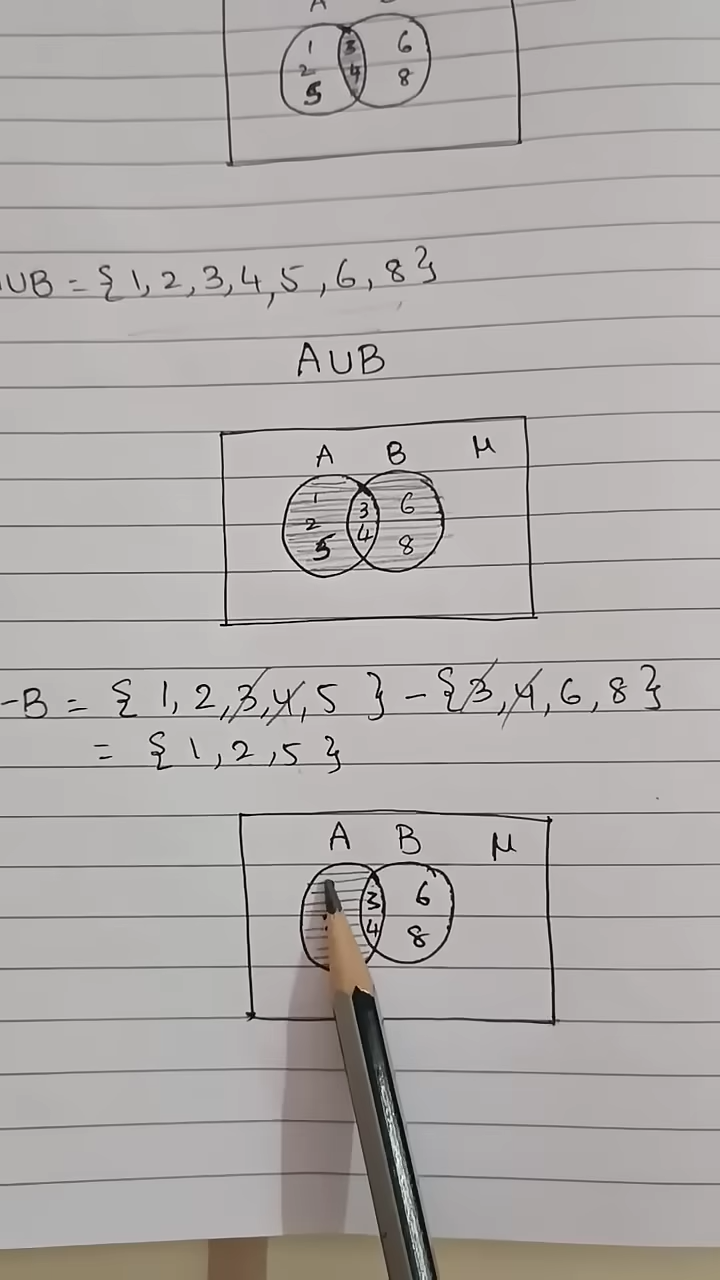 A
1 3 6
2 4 8
5
UB = {1, 2, 3, 4, 5, 6, 8}
AUB
A B μ
1 3 6
2 4 8
5
-B = { 1, 2, 3, 4, 5 } - {3, 4, 6, 8}
= {1, 2, 5}
A B μ
3 6
4 8